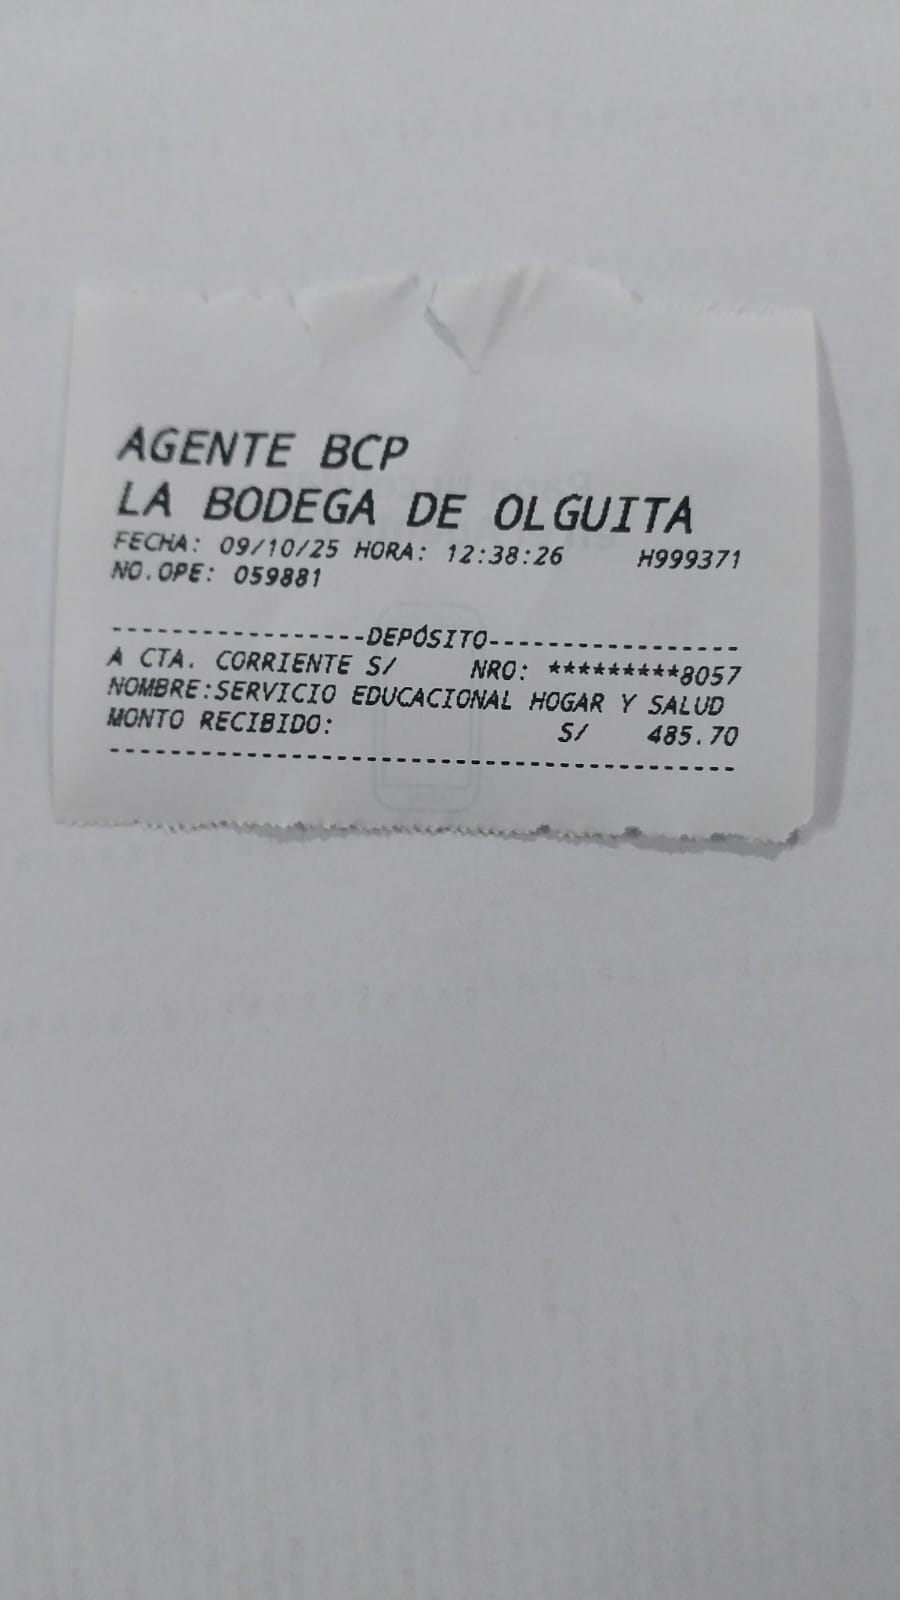 AGENTE BCP
LA BODEGA DE OLGUITA
FECHA: 09/10/25 HORA: 12:38:26 H999371
NO.OPE: 059881
------------------DEPÓSITO------------------
A CTA. CORRIENTE S/ NRO: *********8057
NOMBRE:SERVICIO EDUCACIONAL HOGAR Y SALUD
MONTO RECIBIDO: S/ 485.70
--------------------------------------------